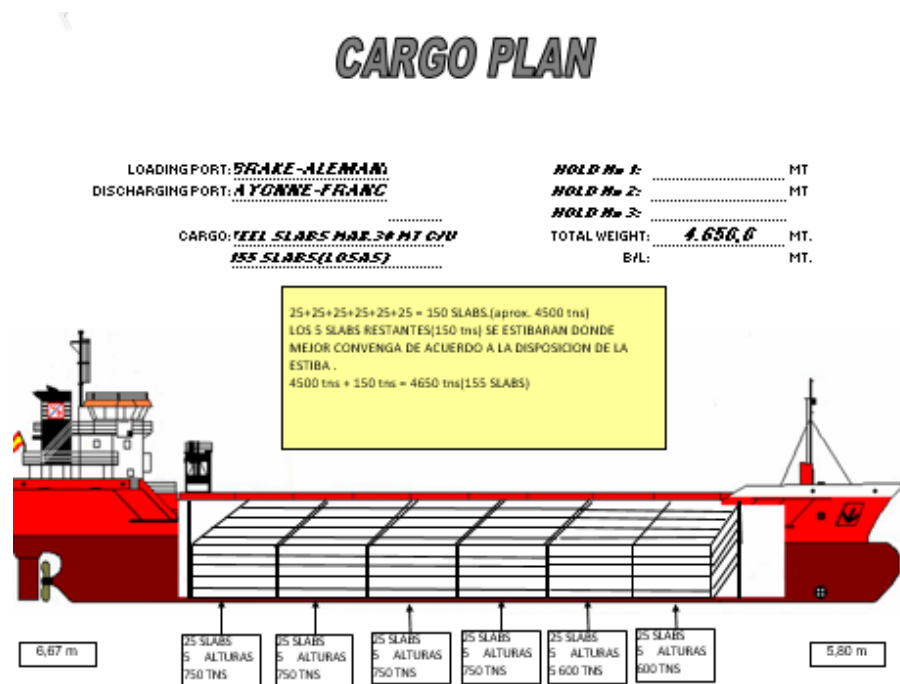 CARGO PLAN
LOADING PORT: BRAKE-ALEMAN
HOLD No 1: MT
DISCHARGING PORT: AYONNE-FRANC
HOLD No 2: MT
HOLD No 3:
CARGO: TEEL SLABS MAX.30 MT C/U
TOTAL WEIGHT: 4.650,0 MT.
155 SLABS(LOSAS)
B/L: MT.
25+25+25+25+25+25 = 150 SLABS.(aprox. 4500 tns)
LOS 5 SLABS RESTANTES(150 tns) SE ESTIBARAN DONDE
MEJOR CONVENGA DE ACUERDO A LA DISPOSICION DE LA
ESTIBA .
4500 tns + 150 tns = 4650 tns(155 SLABS)
6,67 m
25 SLABS
5 ALTURAS
750 TNS
25 SLABS
5 ALTURAS
750 TNS
25 SLABS
5 ALTURAS
750 TNS
25 SLABS
5 ALTURAS
750 TNS
25 SLABS
5 ALTURAS
5 600 TNS
25 SLABS
5 ALTURAS
600 TNS
5,80 m